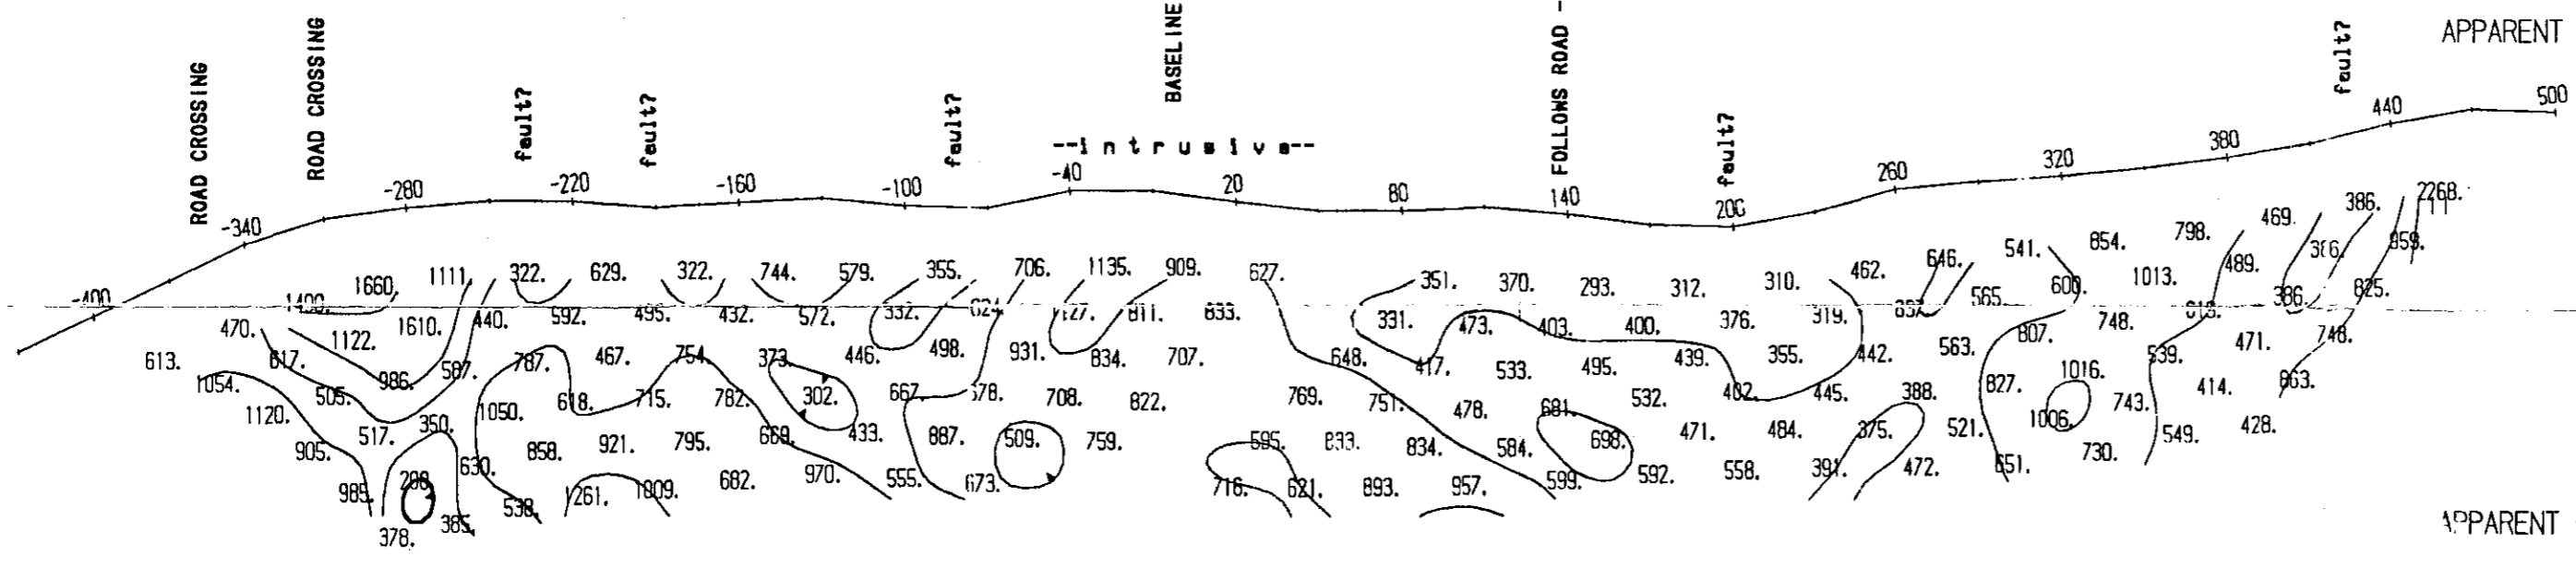 ROAD CROSSING
ROAD CROSSING
fault?
fault?
fault?
BASELINE
--intrusive--
FOLLOWS ROAD -
fault?
fault?
APPARENT
-400 -340 -280 -220 -160 -100 -40 20 80 140 200 260 320 380 440 500
1660. 1111. 322. 629. 322. 744. 579. 355. 706. 1135. 909. 627. 351. 370. 293. 312. 310. 462. 646. 541. 854. 798. 469. 386. 2268.
1400. 1610. 440. 592. 495. 432. 572. 332. 624. 811. 833. 331. 473. 403. 400. 376. 319. 565. 600. 1013. 489. 386. 959.
470. 1122. 587. 787. 467. 754. 373. 446. 498. 931. 834. 707. 648. 417. 533. 495. 439. 355. 442. 563. 807. 748. 386. 825.
613. 617. 986. 1050. 618. 715. 782. 302. 667. 708. 822. 769. 751. 478. 681. 532. 402. 445. 388. 827. 1016. 539. 471. 748.
1054. 505. 350. 858. 921. 795. 669. 433. 887. 509. 759. 595. 834. 584. 698. 471. 484. 375. 521. 1006. 743. 414. 863.
1120. 517. 630. 1009. 682. 970. 555. 673. 716. 621. 893. 957. 599. 592. 558. 391. 472. 651. 730. 549. 428.
905. 538.
985. 385.
378.
APPARENT